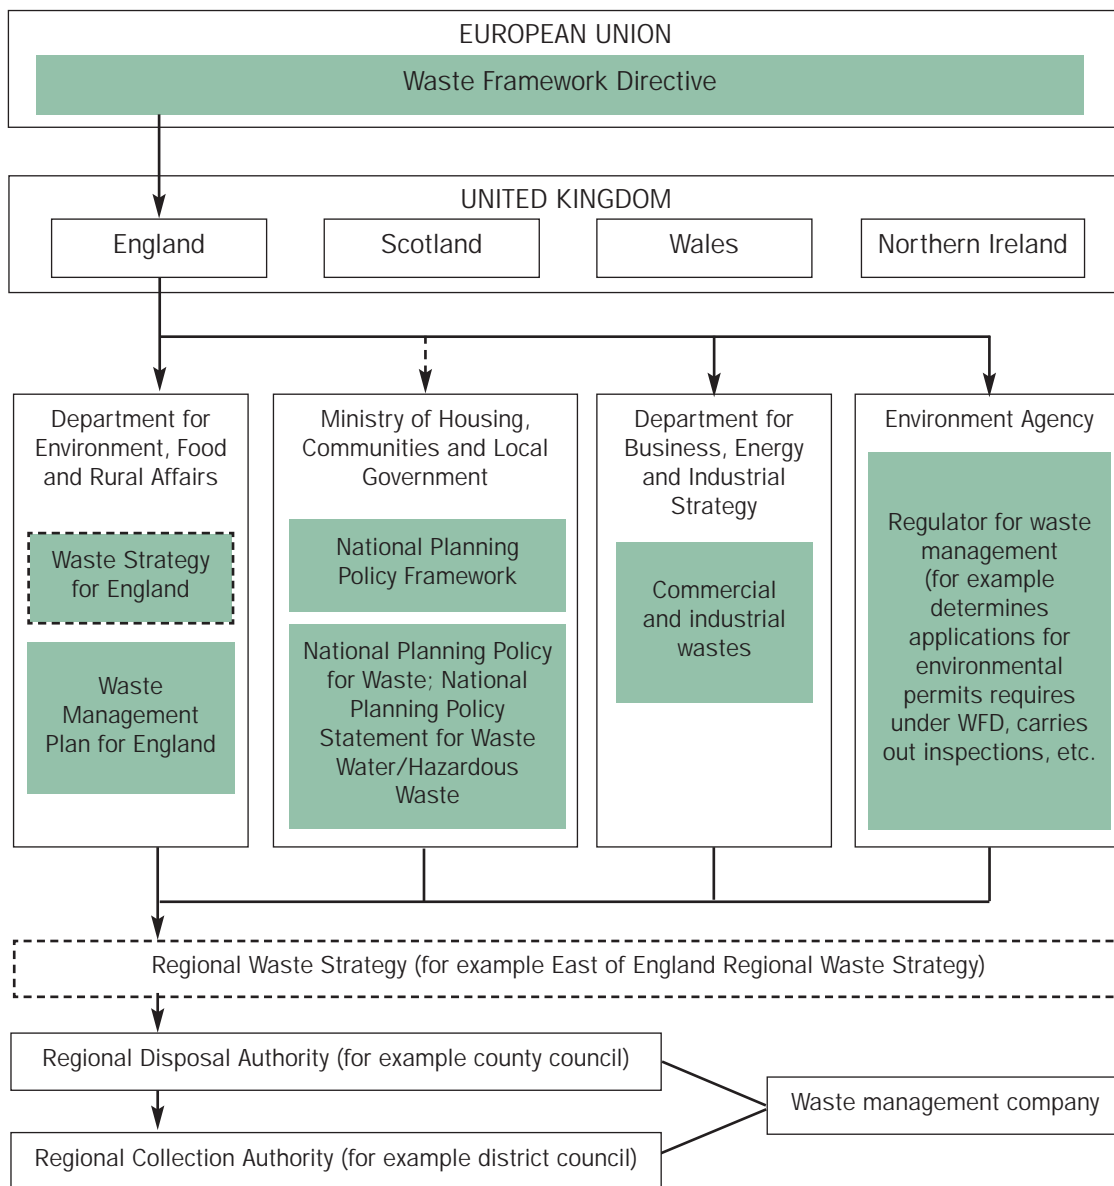 EUROPEAN UNION
Waste Framework Directive
UNITED KINGDOM
England
Scotland
Wales
Northern Ireland
Department for
Environment, Food
and Rural Affairs
Waste Strategy
for England
Waste
Management
Plan for England
Ministry of Housing,
Communities and Local
Government
National Planning
Policy Framework
National Planning Policy
for Waste; National
Planning Policy
Statement for Waste
Water/Hazardous
Waste
Department for
Business, Energy
and Industrial
Strategy
Commercial
and industrial
wastes
Environment Agency
Regulator for waste
management
(for example
determines
applications for
environmental
permits requires
under WFD, carries
out inspections, etc.
Regional Waste Strategy (for example East of England Regional Waste Strategy)
Regional Disposal Authority (for example county council)
Waste management company
Regional Collection Authority (for example district council)